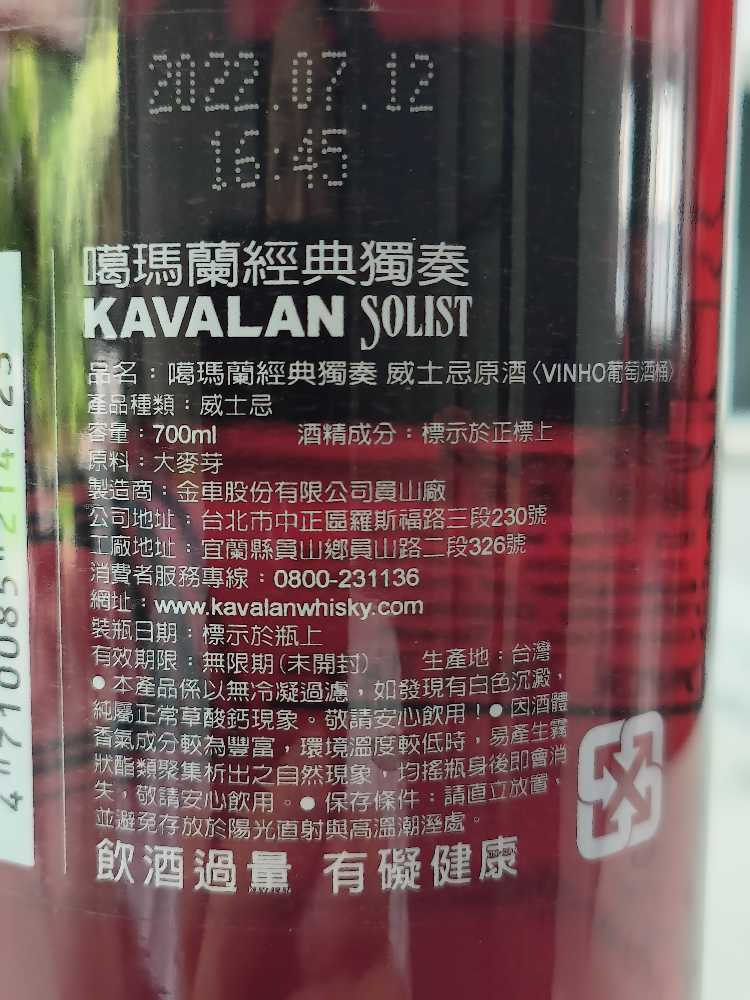 2022.07.12
16:45
噶瑪蘭經典獨奏
KAVALAN SOLIST
品名：噶瑪蘭經典獨奏 威士忌原酒〈VINHO葡萄酒桶〉
產品種類：威士忌
容量：700ml 酒精成分：標示於正標上
原料：大麥芽
製造商：金車股份有限公司員山廠
公司地址：台北市中正區羅斯福路三段230號
工廠地址：宜蘭縣員山鄉員山路二段326號
消費者服務專線：0800-231136
網址：www.kavalanwhisky.com
裝瓶日期：標示於瓶上
有效期限：無限期(未開封) 生產地：台灣
●本產品係以無冷凝過濾，如發現有白色沉澱，
純屬正常草酸鈣現象。敬請安心飲用！●因酒體
香氣成分較為豐富，環境溫度較低時，易產生霧
狀酯類聚集析出之自然現象，均搖瓶身後即會消
失，敬請安心飲用。●保存條件：請直立放置，
並避免存放於陽光直射與高溫潮溼處。
飲酒過量 有礙健康
4"710085"214723